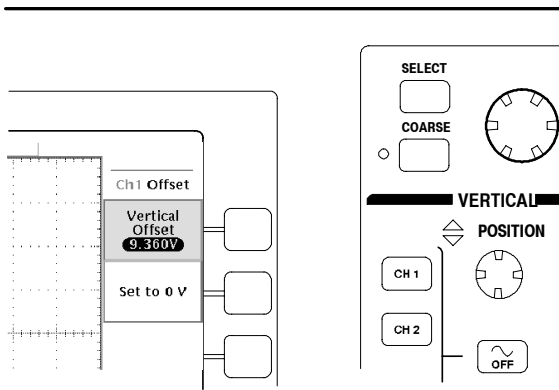 SELECT
COARSE
VERTICAL
POSITION
CH 1
CH 2
OFF
Ch1 Offset
Vertical
Offset
9.360V
Set to 0 V